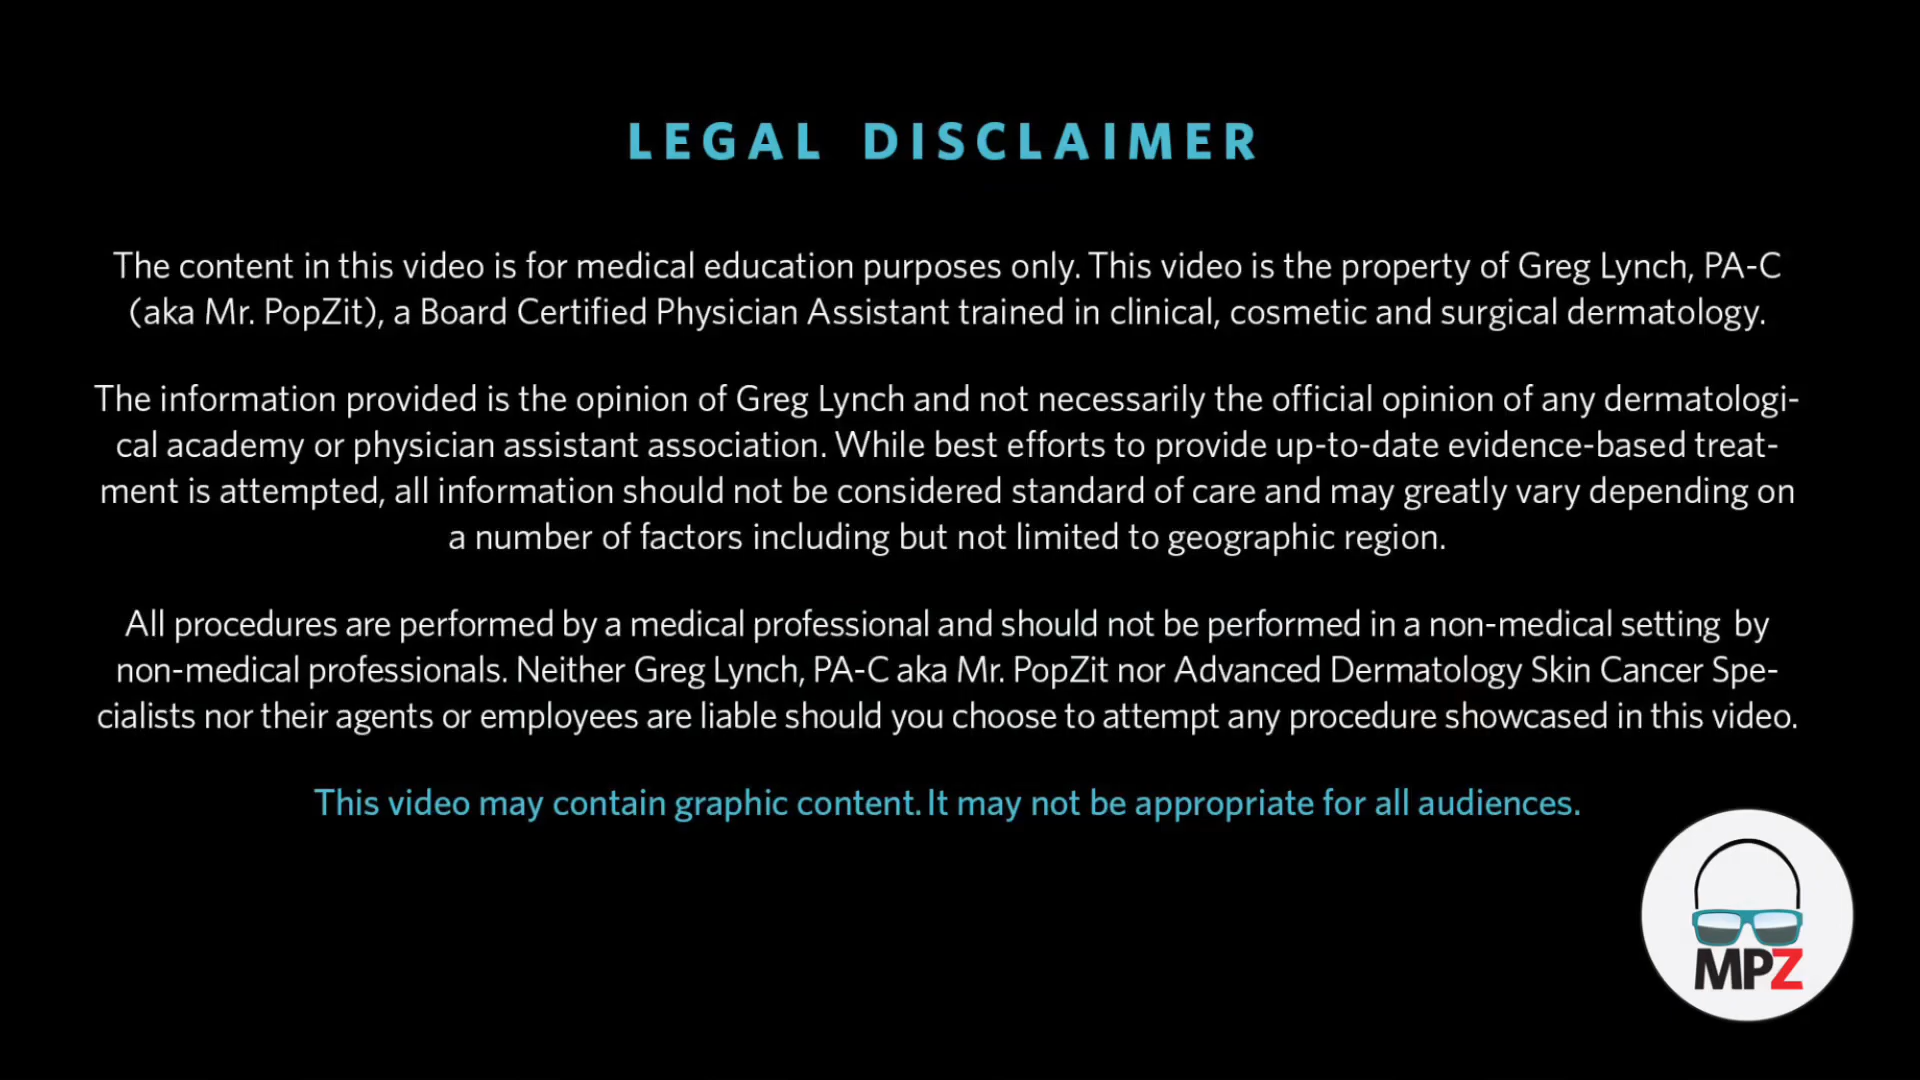 LEGAL DISCLAIMER
The content in this video is for medical education purposes only. This video is the property of Greg Lynch, PA-C
(aka Mr. PopZit), a Board Certified Physician Assistant trained in clinical, cosmetic and surgical dermatology.
The information provided is the opinion of Greg Lynch and not necessarily the official opinion of any dermatologi-
cal academy or physician assistant association. While best efforts to provide up-to-date evidence-based treat-
ment is attempted, all information should not be considered standard of care and may greatly vary depending on
a number of factors including but not limited to geographic region.
All procedures are performed by a medical professional and should not be performed in a non-medical setting by
non-medical professionals. Neither Greg Lynch, PA-C aka Mr. PopZit nor Advanced Dermatology Skin Cancer Spe-
cialists nor their agents or employees are liable should you choose to attempt any procedure showcased in this video.
This video may contain graphic content. It may not be appropriate for all audiences.
MPZ